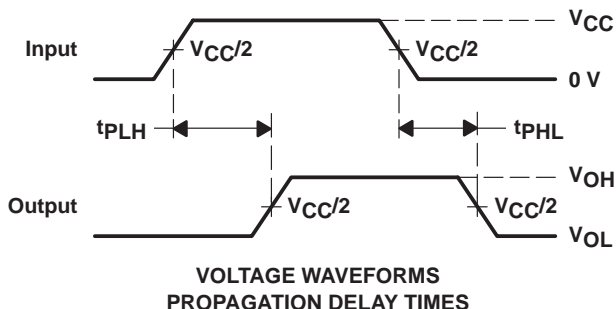 VCC
Input VCC/2 VCC/2
0 V
tPLH tPHL
VOH
Output VCC/2 VCC/2
VOL
VOLTAGE WAVEFORMS
PROPAGATION DELAY TIMES